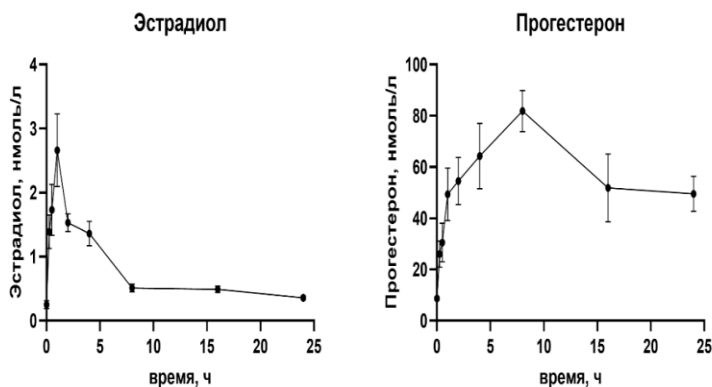 Эстрадиол
Эстрадиол, нмоль/л
4
3
2
1
0
0 5 10 15 20 25
время, ч
Прогестерон
Прогестерон, нмоль/л
100
80
60
40
20
0
0 5 10 15 20 25
время, ч